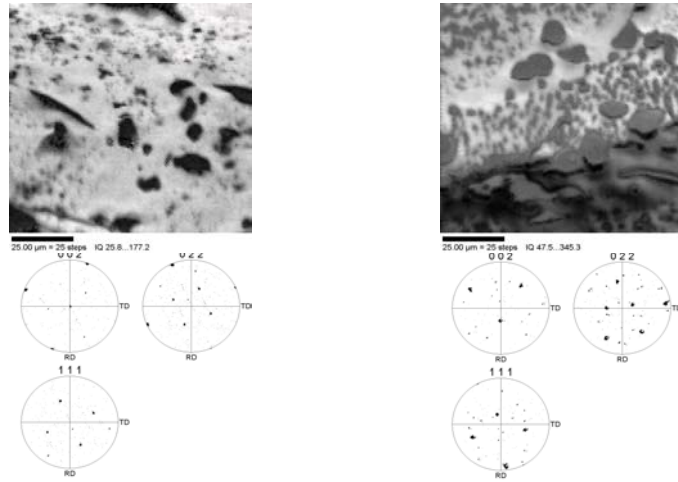 25.00 µm = 25 steps IQ 25.8...177.2
0 0 2
TD
RD
0 2 2
TD
RD
1 1 1
TD
RD
25.00 µm = 25 steps IQ 47.5...345.3
0 0 2
TD
RD
0 2 2
TD
RD
1 1 1
TD
RD